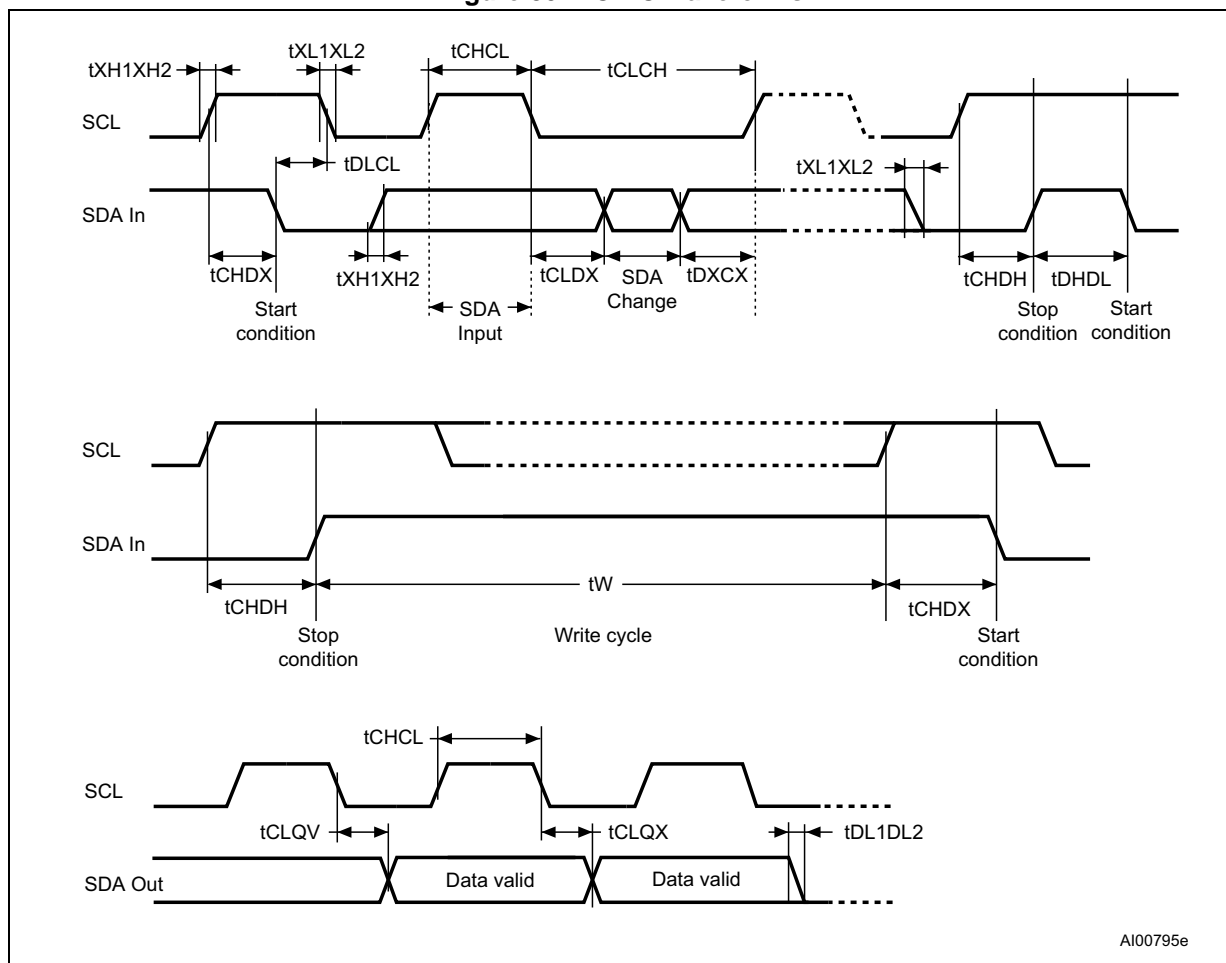 tXH1XH2
tXL1XL2
tCHCL
tCLCH
SCL
tDLCL
tXL1XL2
SDA In
tCHDX
tXH1XH2
tCLDX
SDA
Change
tDXCX
tCHDH
tDHDL
Start
condition
SDA
Input
Stop
condition
Start
condition
SCL
SDA In
tCHDH
tW
tCHDX
Stop
condition
Write cycle
Start
condition
tCHCL
SCL
tCLQV
tCLQX
tDL1DL2
SDA Out
Data valid
Data valid
AI00795e